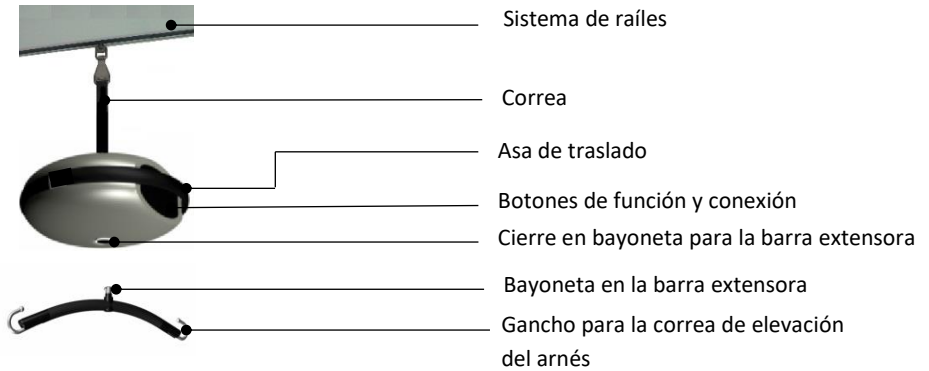 Sistema de raíles
Correa
Asa de traslado
Botones de función y conexión
Cierre en bayoneta para la barra extensora
Bayoneta en la barra extensora
Gancho para la correa de elevación
del arnés